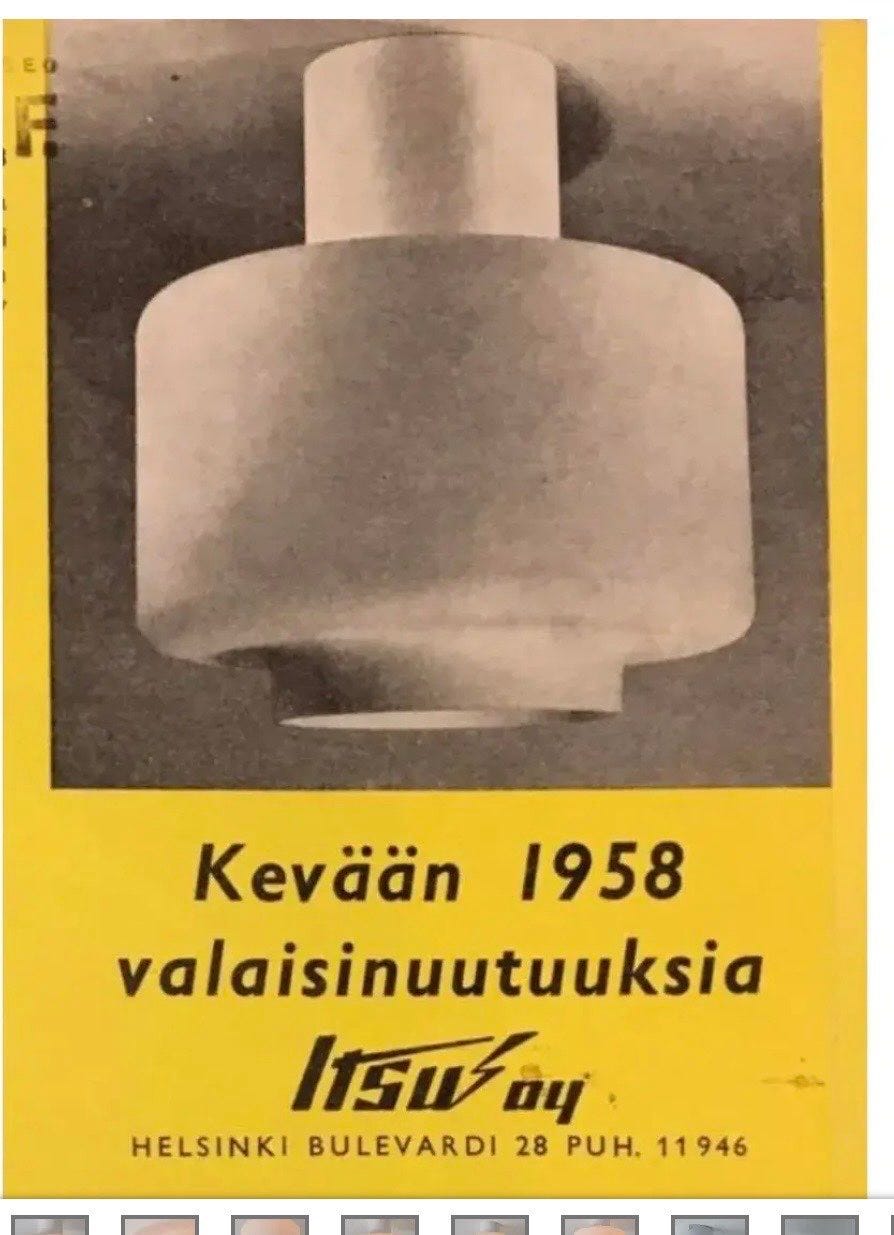 Kevään 1958
valaisinuutuuksia
Itsu oy
HELSINKI BULEVARDI 28 PUH. 11946